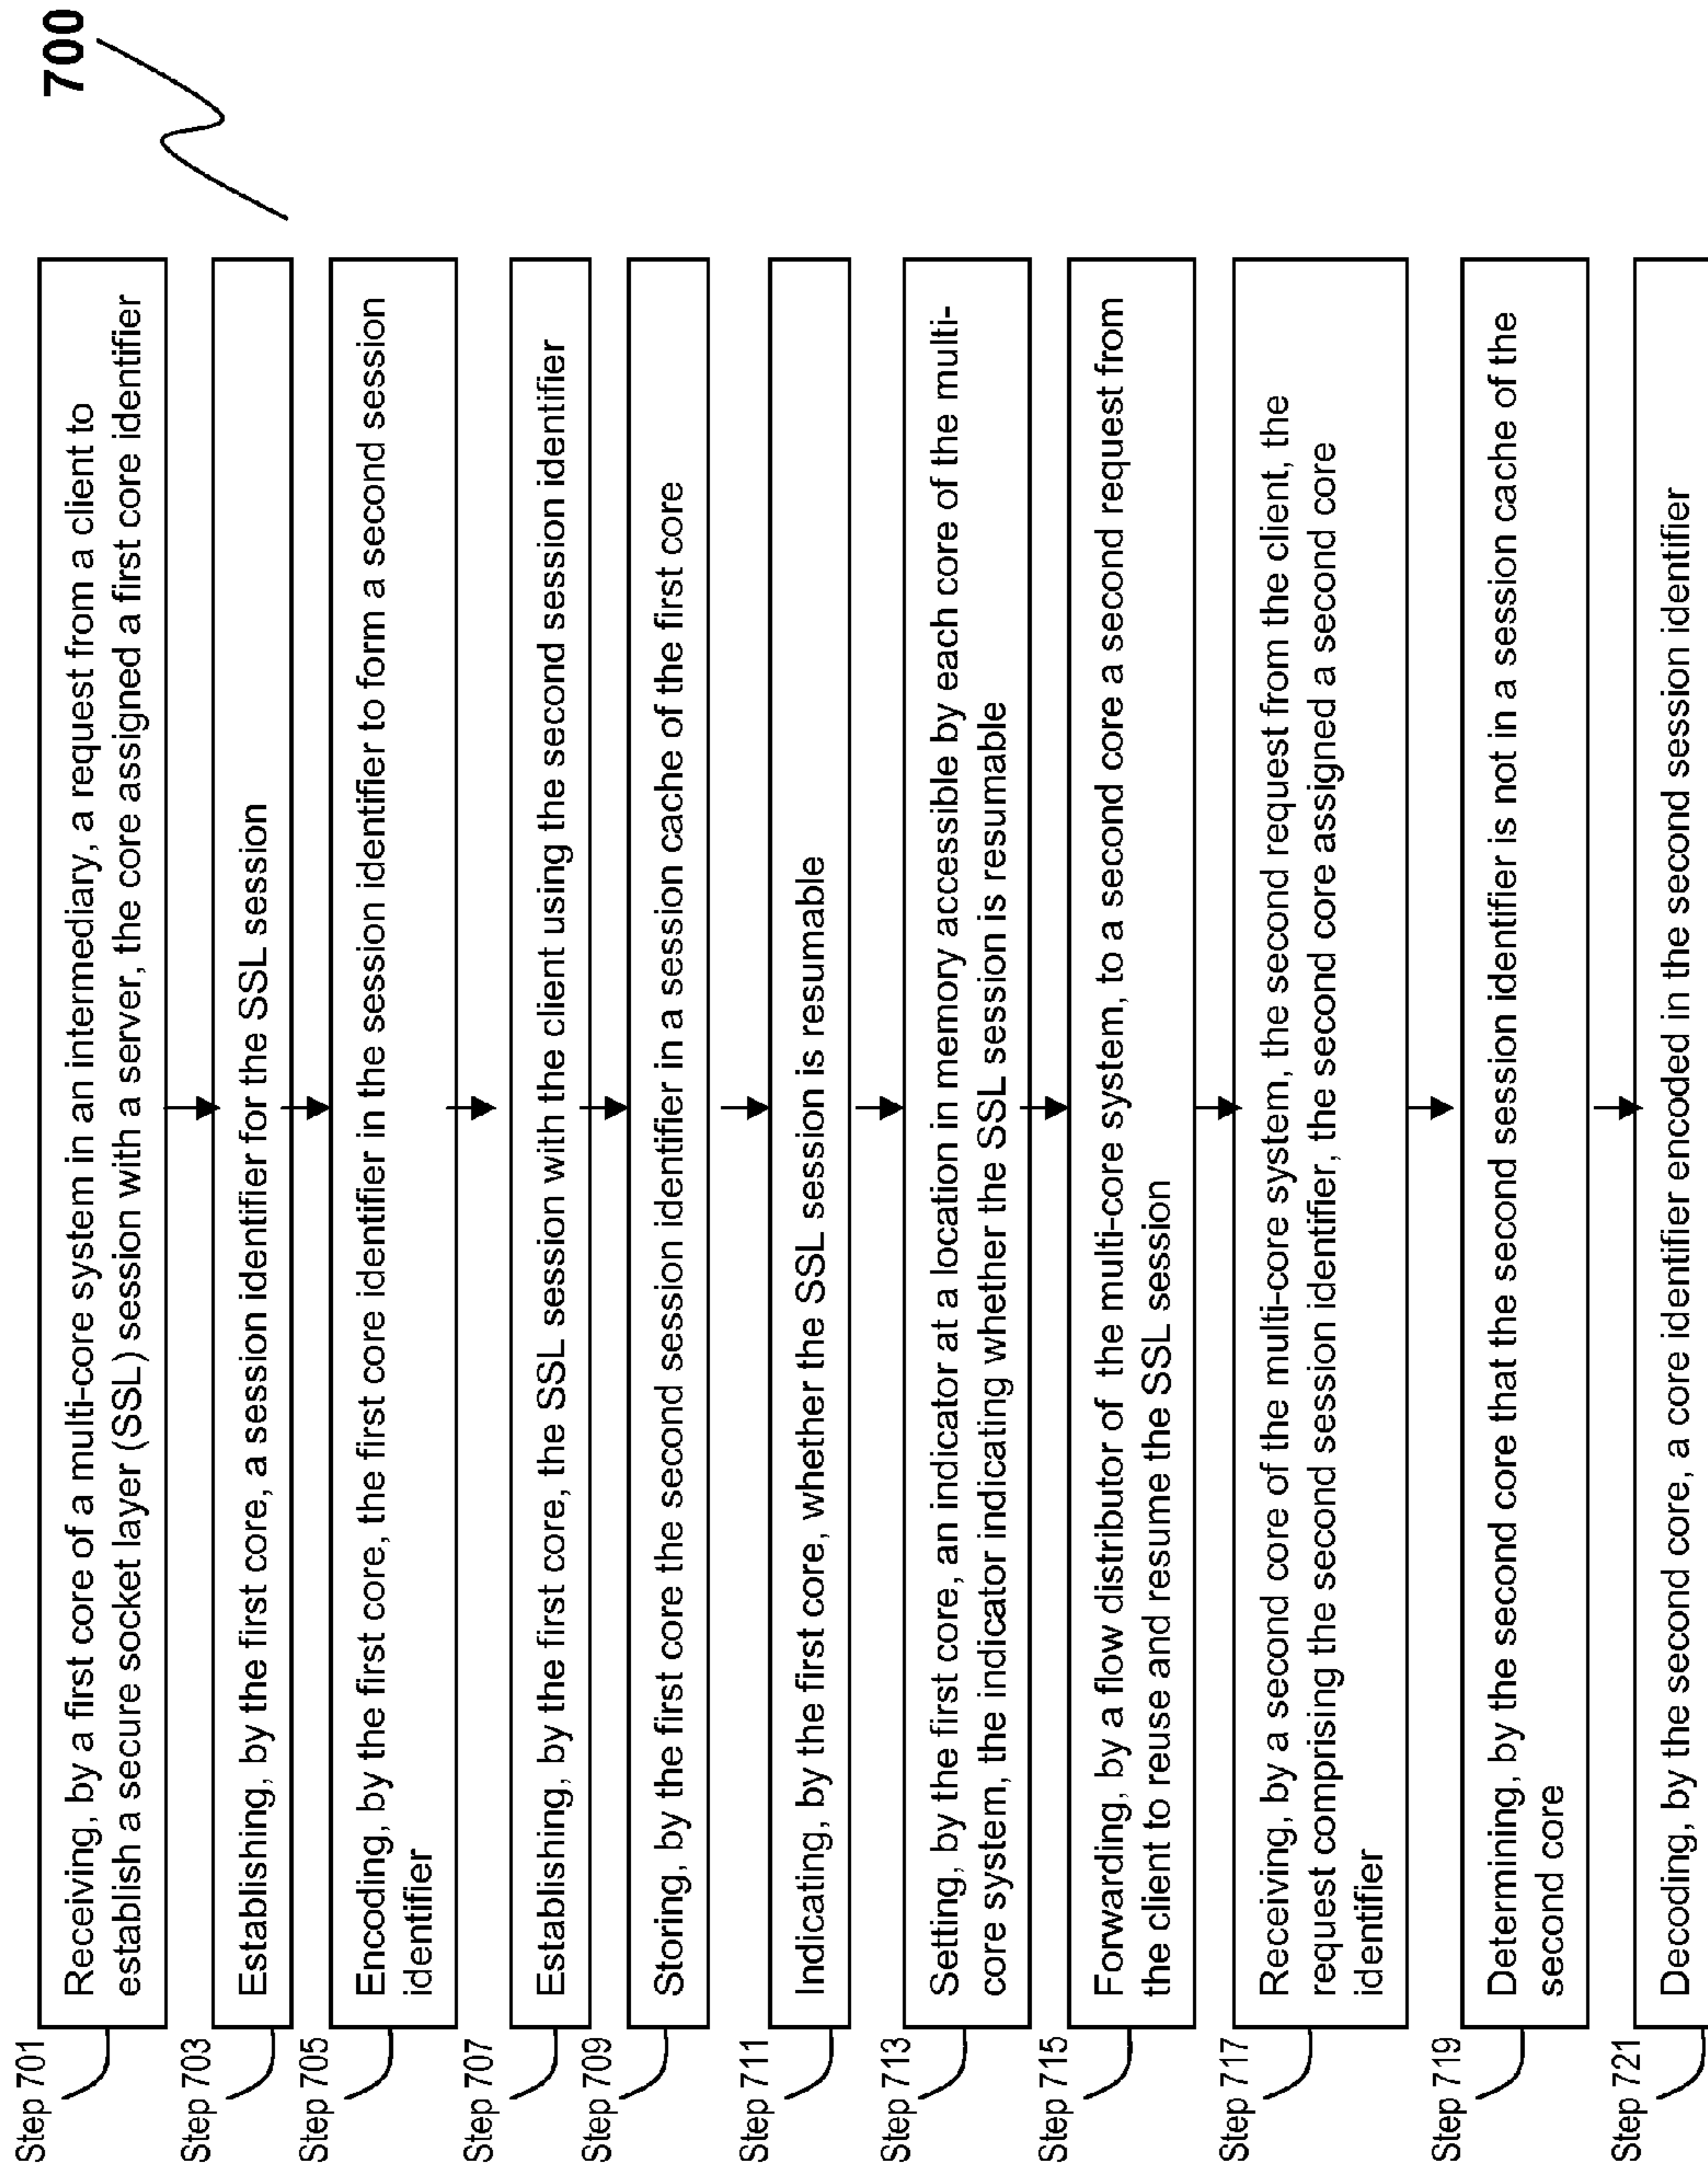 700
Step 701
Receiving, by a first core of a multi-core system in an intermediary, a request from a client to
establish a secure socket layer (SSL) session with a server, the core assigned a first core identifier
Step 703
Establishing, by the first core, a session identifier for the SSL session
Step 705
Encoding, by the first core, the first core identifier in the session identifier to form a second session
identifier
Step 707
Establishing, by the first core, the SSL session with the client using the second session identifier
Step 709
Storing, by the first core the second session identifier in a session cache of the first core
Step 711
Indicating, by the first core, whether the SSL session is resumable
Step 713
Setting, by the first core, an indicator at a location in memory accessible by each core of the multi-
core system, the indicator indicating whether the SSL session is resumable
Step 715
Forwarding, by a flow distributor of the multi-core system, to a second core a second request from
the client to reuse and resume the SSL session
Step 717
Receiving, by a second core of the multi-core system, the second request from the client, the
request comprising the second session identifier, the second core assigned a second core
identifier
Step 719
Determining, by the second core that the second session identifier is not in a session cache of the
second core
Step 721
Decoding, by the second core, a core identifier encoded in the second session identifier